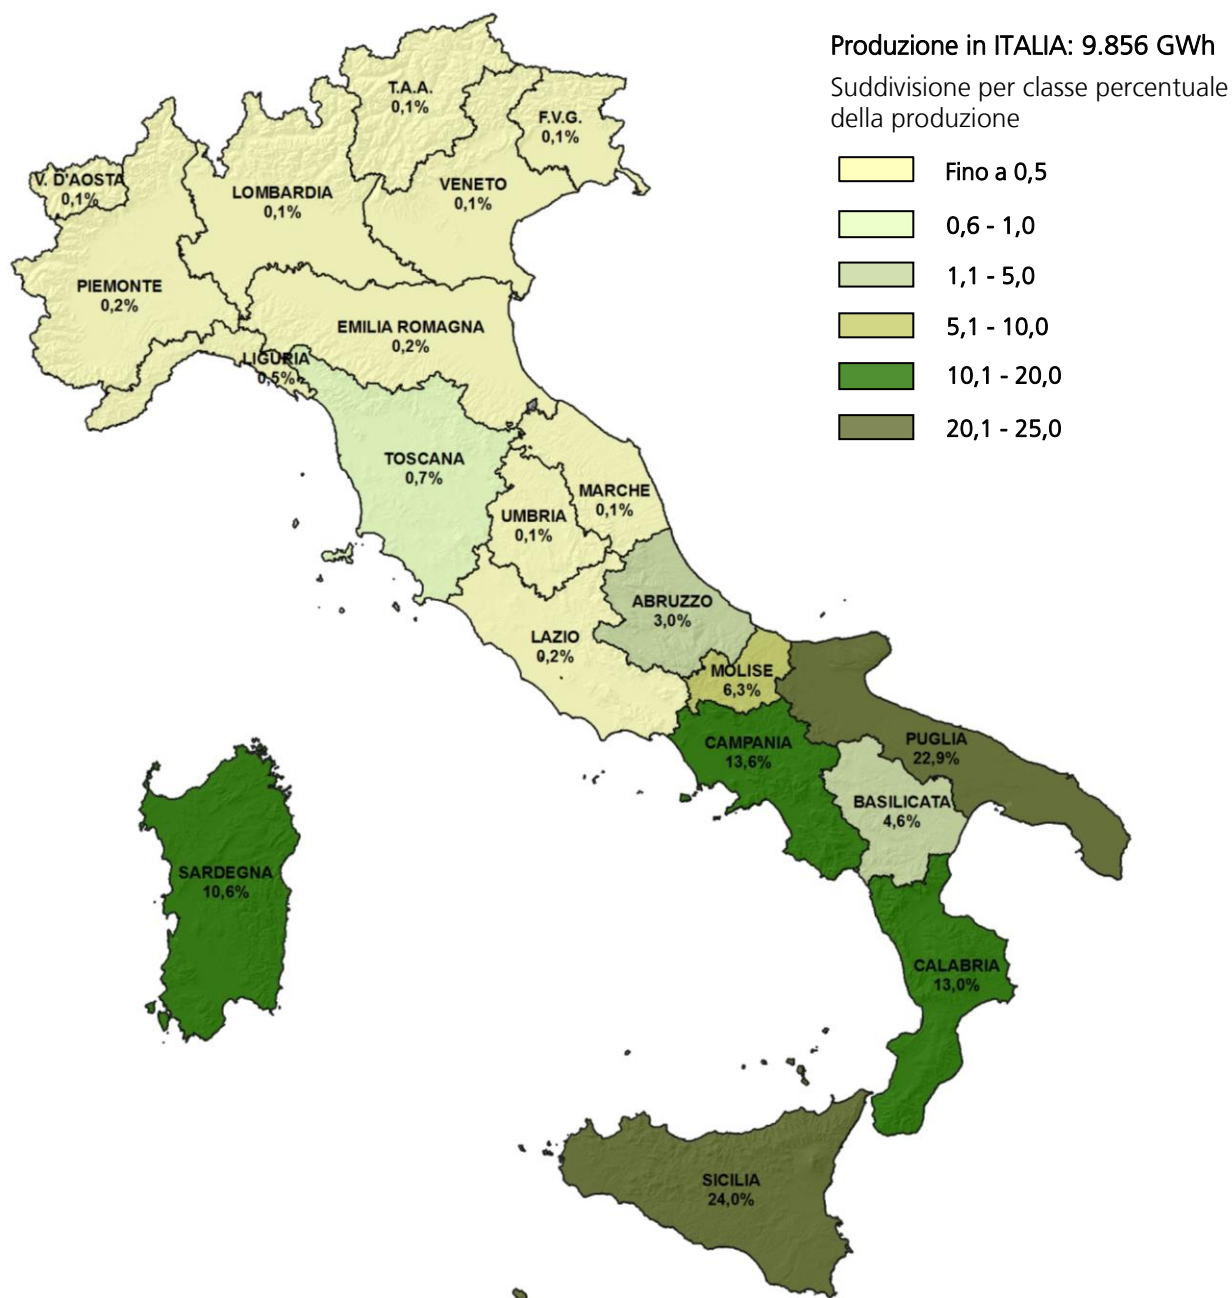 Produzione in ITALIA: 9.856 GWh
Suddivisione per classe percentuale
della produzione
Fino a 0,5
0,6 - 1,0
1,1 - 5,0
5,1 - 10,0
10,1 - 20,0
20,1 - 25,0
T.A.A.
0,1%
F.V.G.
0,1%
V. D'AOSTA
0,1%
LOMBARDIA
0,1%
VENETO
0,1%
PIEMONTE
0,2%
EMILIA ROMAGNA
0,2%
LIGURIA
0,5%
TOSCANA
0,7%
MARCHE
0,1%
UMBRIA
0,1%
ABRUZZO
3,0%
LAZIO
0,2%
MOLISE
6,3%
CAMPANIA
13,6%
PUGLIA
22,9%
BASILICATA
4,6%
SARDEGNA
10,6%
CALABRIA
13,0%
SICILIA
24,0%